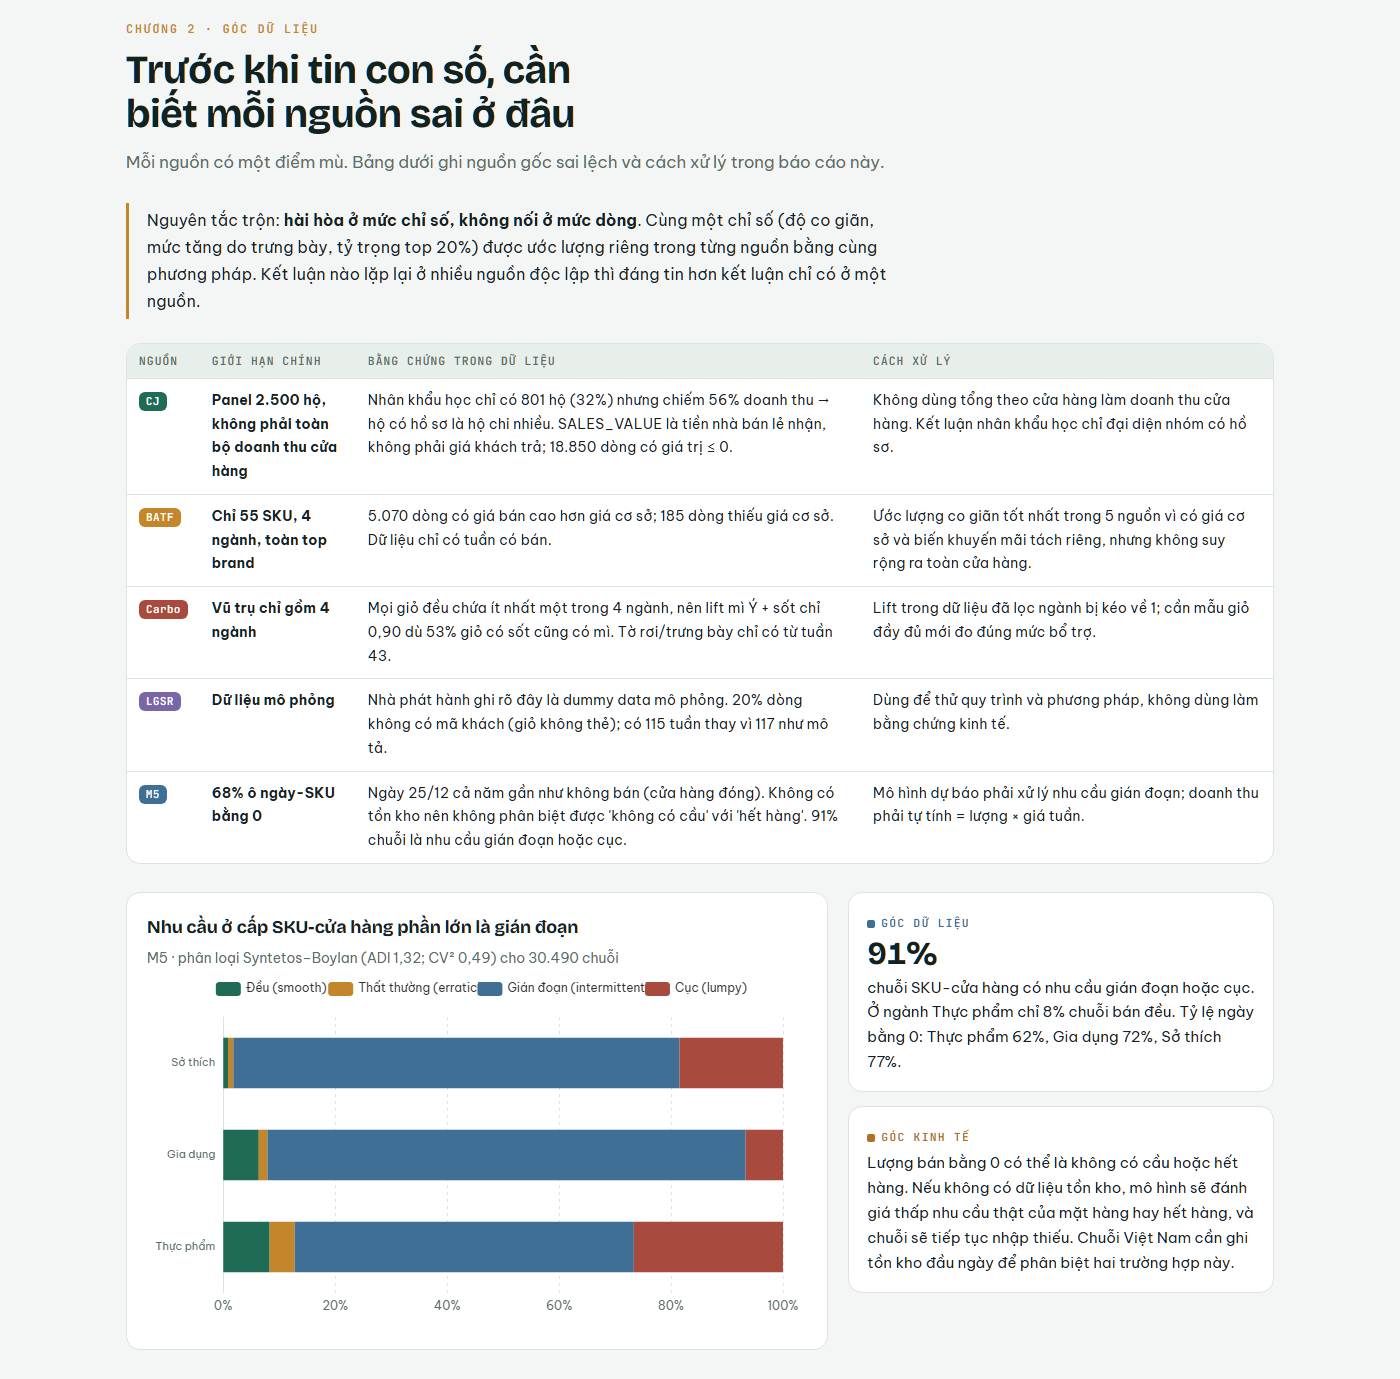 CHƯƠNG 2 · GÓC DỮ LIỆU
Trước khi tin con số, cần
biết mỗi nguồn sai ở đâu
Mỗi nguồn có một điểm mù. Bảng dưới ghi nguồn gốc sai lệch và cách xử lý trong báo cáo này.
Nguyên tắc trộn: hài hòa ở mức chỉ số, không nối ở mức dòng. Cùng một chỉ số (độ co giãn,
mức tăng do trưng bày, tỷ trọng top 20%) được ước lượng riêng trong từng nguồn bằng cùng
phương pháp. Kết luận nào lặp lại ở nhiều nguồn độc lập thì đáng tin hơn kết luận chỉ có ở một
nguồn.
NGUỒN GIỚI HẠN CHÍNH BẰNG CHỨNG TRONG DỮ LIỆU CÁCH XỬ LÝ
CJ
Panel 2.500 hộ,
không phải toàn
bộ doanh thu cửa
hàng
Nhân khẩu học chỉ có 801 hộ (32%) nhưng chiếm 56% doanh thu →
hộ có hồ sơ là hộ chi nhiều. SALES_VALUE là tiền nhà bán lẻ nhận,
không phải giá khách trả; 18.850 dòng có giá trị ≤ 0.
Không dùng tổng theo cửa hàng làm doanh thu cửa
hàng. Kết luận nhân khẩu học chỉ đại diện nhóm có hồ
sơ.
BATF
Chỉ 55 SKU, 4
ngành, toàn top
brand
5.070 dòng có giá bán cao hơn giá cơ sở; 185 dòng thiếu giá cơ sở.
Dữ liệu chỉ có tuần có bán.
Ước lượng co giãn tốt nhất trong 5 nguồn vì có giá cơ
sở và biến khuyến mãi tách riêng, nhưng không suy
rộng ra toàn cửa hàng.
Carbo
Vũ trụ chỉ gồm 4
ngành
Mọi giỏ đều chứa ít nhất một trong 4 ngành, nên lift mì Ý + sốt chỉ
0,90 dù 53% giỏ có sốt cũng có mì. Tờ rơi/trưng bày chỉ có từ tuần
43.
Lift trong dữ liệu đã lọc ngành bị kéo về 1; cần mẫu giỏ
đầy đủ mới đo đúng mức bổ trợ.
LGSR
Dữ liệu mô phỏng
Nhà phát hành ghi rõ đây là dummy data mô phỏng. 20% dòng
không có mã khách (giỏ không thẻ); có 115 tuần thay vì 117 như mô
tả.
Dùng để thử quy trình và phương pháp, không dùng làm
bằng chứng kinh tế.
M5
68% ô ngày-SKU
bằng 0
Ngày 25/12 cả năm gần như không bán (cửa hàng đóng). Không có
tồn kho nên không phân biệt được 'không có cầu' với 'hết hàng'. 91%
chuỗi là nhu cầu gián đoạn hoặc cục.
Mô hình dự báo phải xử lý nhu cầu gián đoạn; doanh thu
phải tự tính = lượng × giá tuần.
Nhu cầu ở cấp SKU-cửa hàng phần lớn là gián đoạn
M5 · phân loại Syntetos–Boylan (ADI 1,32; CV² 0,49) cho 30.490 chuỗi
Đều (smooth) Thất thường (erratic Gián đoạn (intermittent Cục (lumpy)
Sở thích
Gia dụng
Thực phẩm
0% 20% 40% 60% 80% 100%
GÓC DỮ LIỆU
91%
chuỗi SKU-cửa hàng có nhu cầu gián đoạn hoặc cục.
Ở ngành Thực phẩm chỉ 8% chuỗi bán đều. Tỷ lệ ngày
bằng 0: Thực phẩm 62%, Gia dụng 72%, Sở thích
77%.
GÓC KINH TẾ
Lượng bán bằng 0 có thể là không có cầu hoặc hết
hàng. Nếu không có dữ liệu tồn kho, mô hình sẽ đánh
giá thấp nhu cầu thật của mặt hàng hay hết hàng, và
chuỗi sẽ tiếp tục nhập thiếu. Chuỗi Việt Nam cần ghi
tồn kho đầu ngày để phân biệt hai trường hợp này.